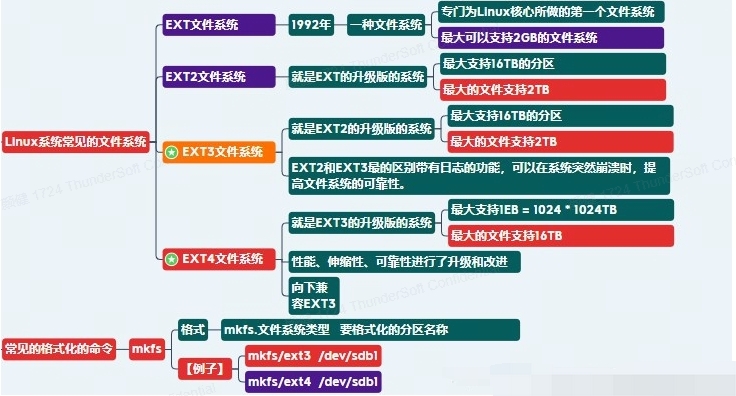 Linux系统常见的文件系统
EXT文件系统
1992年
一种文件系统
专门为Linux核心所做的第一个文件系统
最大可以支持2GB的文件系统
EXT2文件系统
就是EXT的升级版的系统
最大支持16TB的分区
最大的文件支持2TB
EXT3文件系统
就是EXT2的升级版的系统
最大支持16TB的分区
最大的文件支持2TB
EXT2和EXT3最的区别带有日志的功能，可以在系统突然崩溃时，提
高文件系统的可靠性。
EXT4文件系统
就是EXT3的升级版的系统
最大支持1EB = 1024 * 1024TB
最大的文件支持16TB
性能、伸缩性、可靠性进行了升级和改进
向下兼
容EXT3
常见的格式化的命令
mkfs
格式
mkfs.文件系统类型 要格式化的分区名称
【例子】
mkfs/ext3 /dev/sdb1
mkfs/ext4 /dev/sdb1